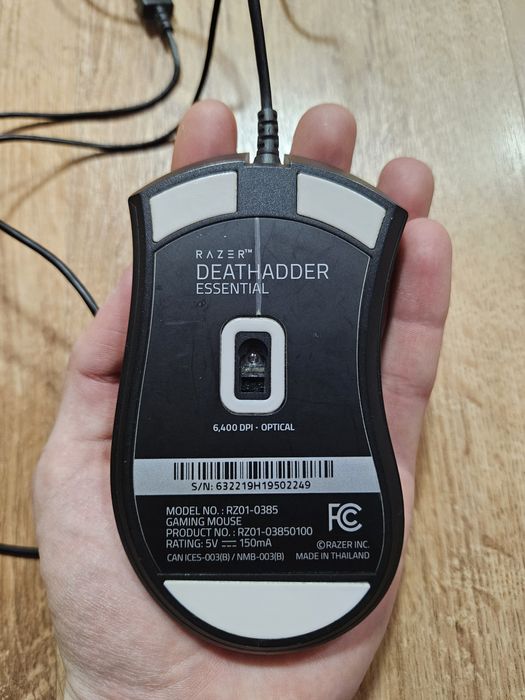 RAZER™
DEATHADDER
ESSENTIAL
6,400 DPI · OPTICAL
S/N: 632219H19502249
MODEL NO. : RZ01-0385
GAMING MOUSE
PRODUCT NO. : RZ01-03850100
RATING: 5V ⎓ 150mA
CAN ICES-003(B) / NMB-003(B)
FC
©RAZER INC.
MADE IN THAILAND